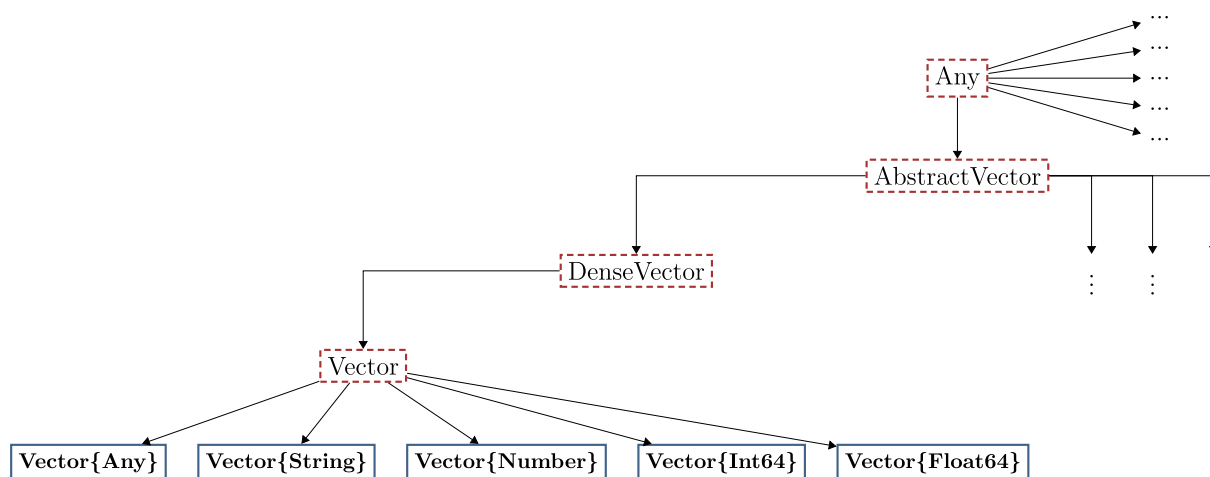 ...
...
Any
...
...
...
AbstractVector
DenseVector
⋮ ⋮
Vector
Vector{Any} Vector{String} Vector{Number} Vector{Int64} Vector{Float64}